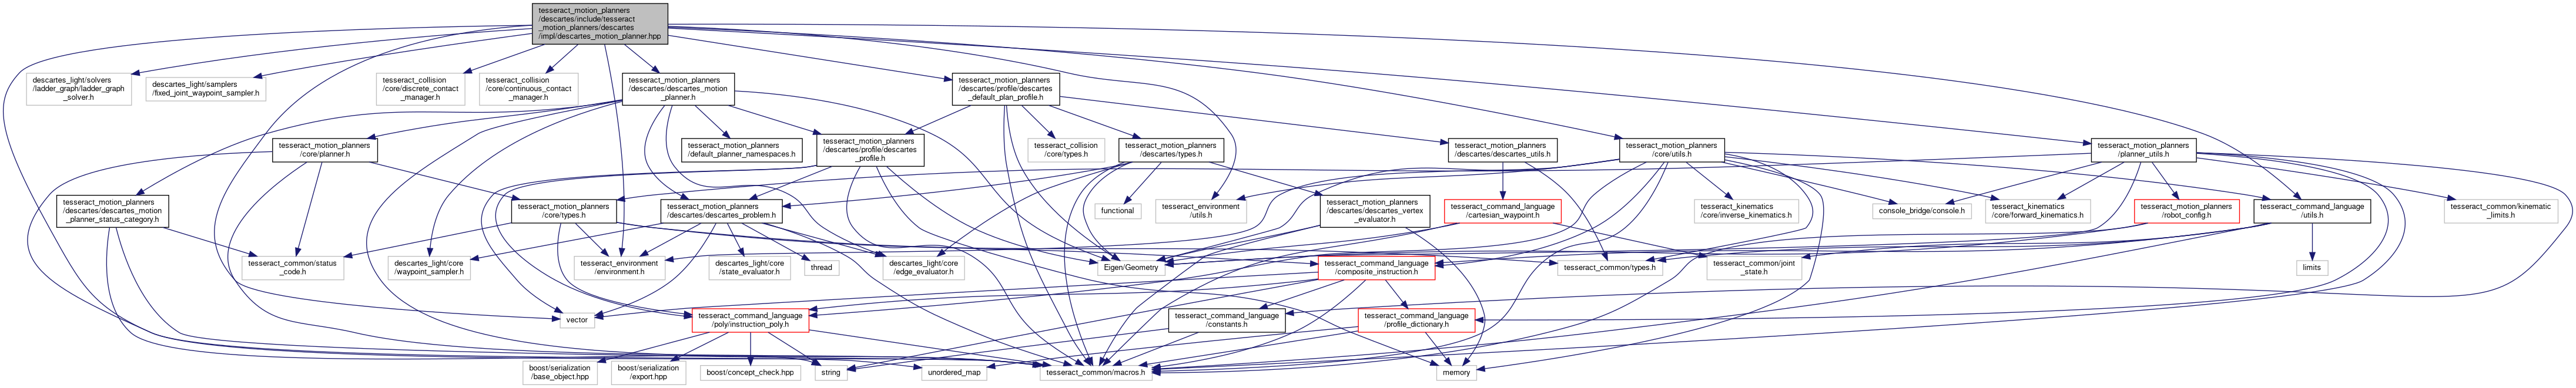 tesseract_motion_planners
/descartes/include/tesseract
_motion_planners/descartes
/impl/descartes_motion_planner.hpp
descartes_light/solvers
/ladder_graph/ladder_graph
_solver.h
descartes_light/samplers
/fixed_joint_waypoint_sampler.h
tesseract_collision
/core/discrete_contact
_manager.h
tesseract_collision
/core/continuous_contact
_manager.h
tesseract_motion_planners
/descartes/descartes_motion
_planner.h
tesseract_motion_planners
/descartes/profile/descartes
_default_plan_profile.h
tesseract_motion_planners
/core/planner.h
tesseract_motion_planners
/default_planner_namespaces.h
tesseract_motion_planners
/descartes/profile/descartes
_profile.h
tesseract_collision
/core/types.h
tesseract_motion_planners
/descartes/types.h
tesseract_motion_planners
/descartes/descartes_utils.h
tesseract_motion_planners
/core/utils.h
tesseract_motion_planners
/planner_utils.h
tesseract_motion_planners
/descartes/descartes_motion
_planner_status_category.h
tesseract_motion_planners
/core/types.h
tesseract_motion_planners
/descartes/descartes_problem.h
functional
tesseract_environment
/utils.h
tesseract_motion_planners
/descartes/descartes_vertex
_evaluator.h
tesseract_command_language
/cartesian_waypoint.h
tesseract_kinematics
/core/inverse_kinematics.h
console_bridge/console.h
tesseract_kinematics
/core/forward_kinematics.h
tesseract_motion_planners
/robot_config.h
tesseract_command_language
/utils.h
tesseract_common/kinematic
_limits.h
tesseract_common/status
_code.h
descartes_light/core
/waypoint_sampler.h
tesseract_environment
/environment.h
descartes_light/core
/state_evaluator.h
thread
descartes_light/core
/edge_evaluator.h
Eigen/Geometry
tesseract_command_language
/composite_instruction.h
tesseract_common/types.h
tesseract_common/joint
_state.h
limits
vector
tesseract_command_language
/poly/instruction_poly.h
tesseract_command_language
/constants.h
tesseract_command_language
/profile_dictionary.h
boost/serialization
/base_object.hpp
boost/serialization
/export.hpp
boost/concept_check.hpp
string
unordered_map
tesseract_common/macros.h
memory